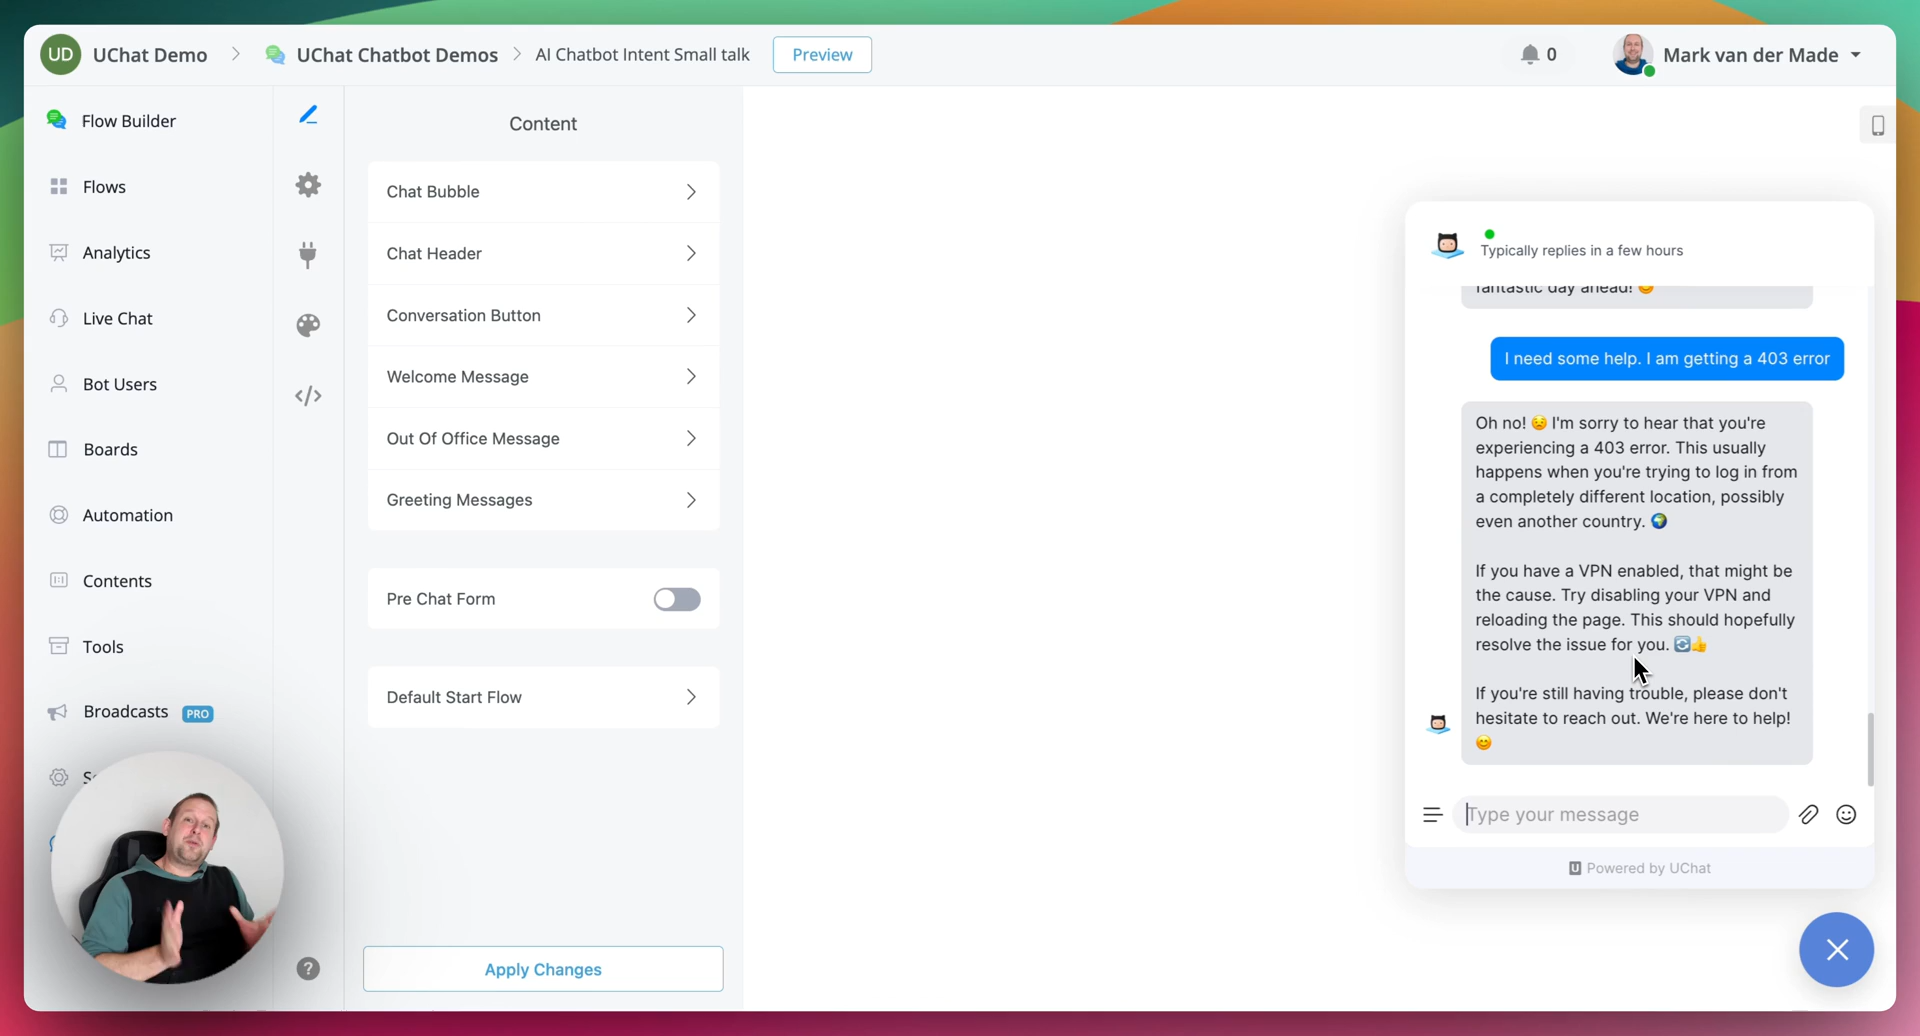 UD UChat Demo > UChat Chatbot Demos > AI Chatbot Intent Small talk Preview 0 Mark van der Made
Flow Builder
Flows
Analytics
Live Chat
Bot Users
Boards
Automation
Contents
Tools
Broadcasts PRO
Content
Chat Bubble
Chat Header
Conversation Button
Welcome Message
Out Of Office Message
Greeting Messages
Pre Chat Form
Default Start Flow
Apply Changes
Typically replies in a few hours
fantastic day ahead! 😊
I need some help. I am getting a 403 error
Oh no! 😟 I'm sorry to hear that you're
experiencing a 403 error. This usually
happens when you're trying to log in from
a completely different location, possibly
even another country. 🌍
If you have a VPN enabled, that might be
the cause. Try disabling your VPN and
reloading the page. This should hopefully
resolve the issue for you. 🔄👍
If you're still having trouble, please don't
hesitate to reach out. We're here to help!
😊
Type your message
U Powered by UChat